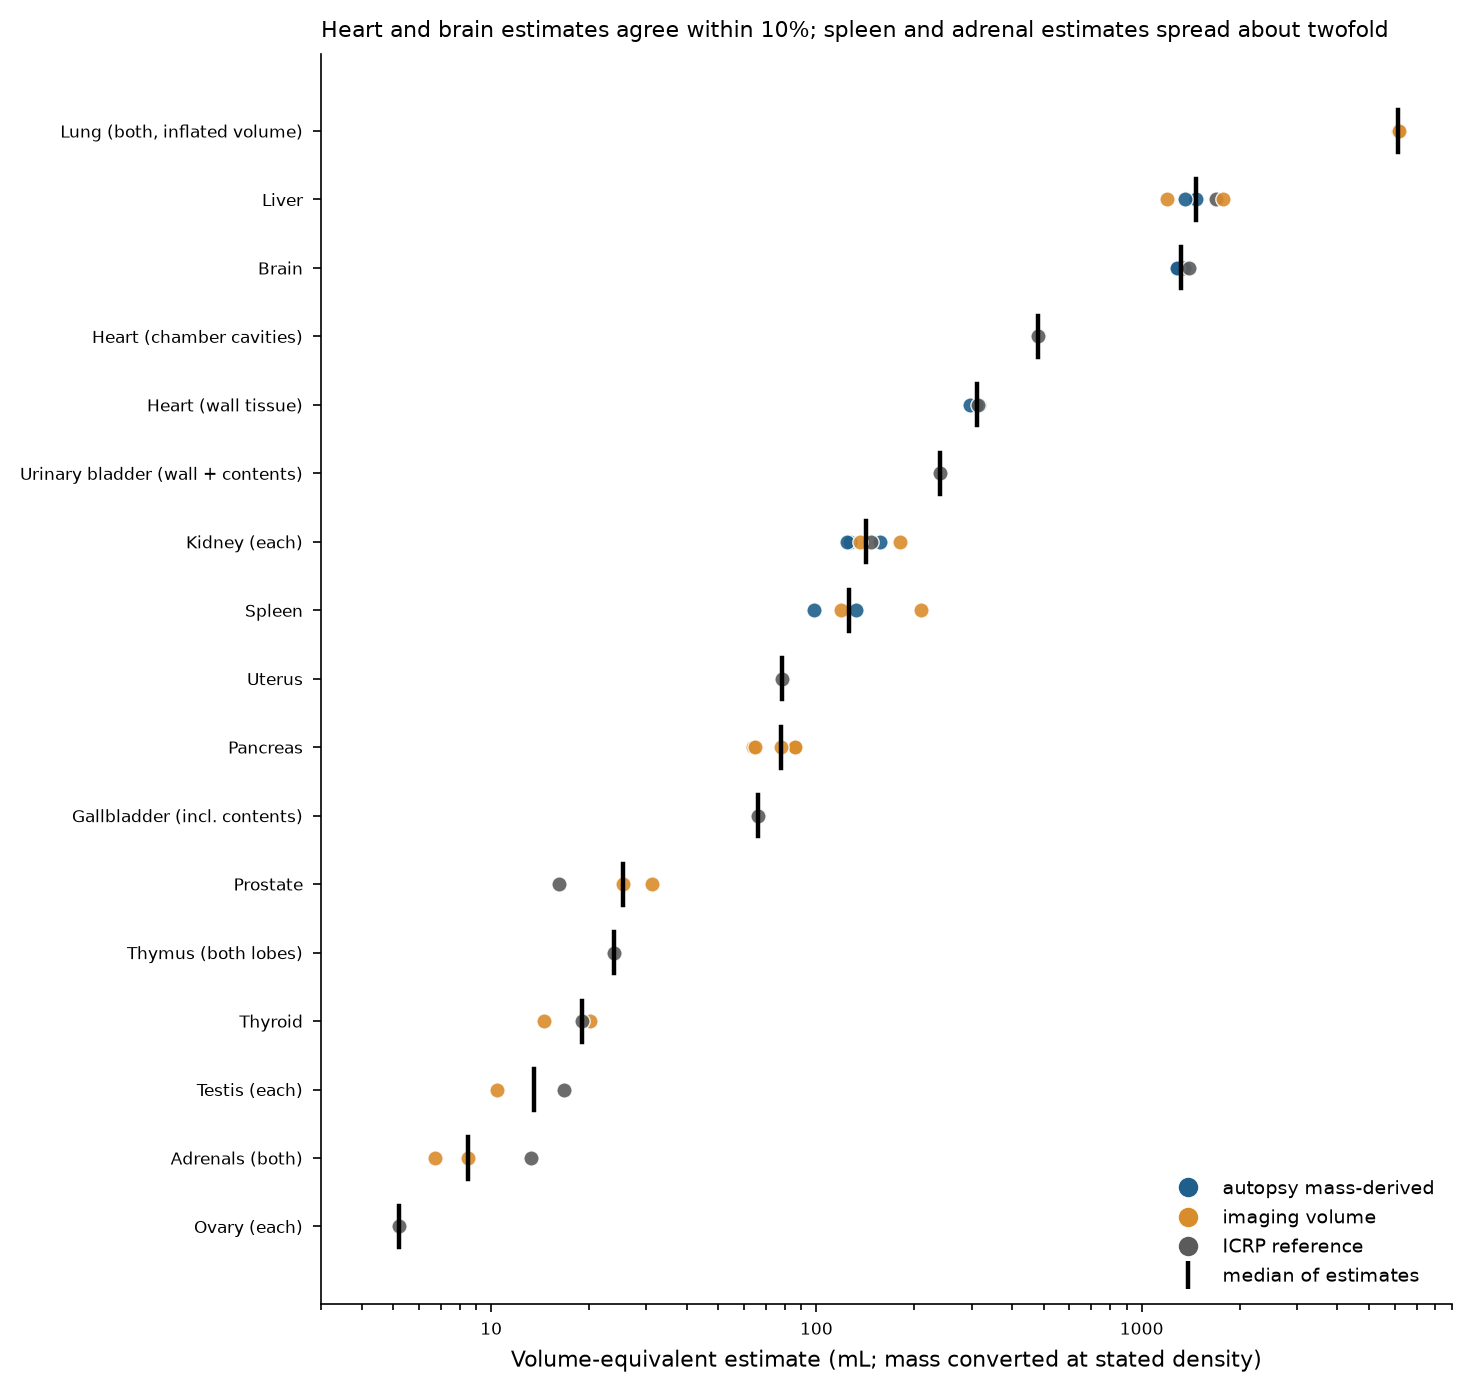 Heart and brain estimates agree within 10%; spleen and adrenal estimates spread about twofold
Lung (both, inflated volume)
Liver
Brain
Heart (chamber cavities)
Heart (wall tissue)
Urinary bladder (wall + contents)
Kidney (each)
Spleen
Uterus
Pancreas
Gallbladder (incl. contents)
Prostate
Thymus (both lobes)
Thyroid
Testis (each)
Adrenals (both)
Ovary (each)
autopsy mass-derived
imaging volume
ICRP reference
median of estimates
10 100 1000
Volume-equivalent estimate (mL; mass converted at stated density)